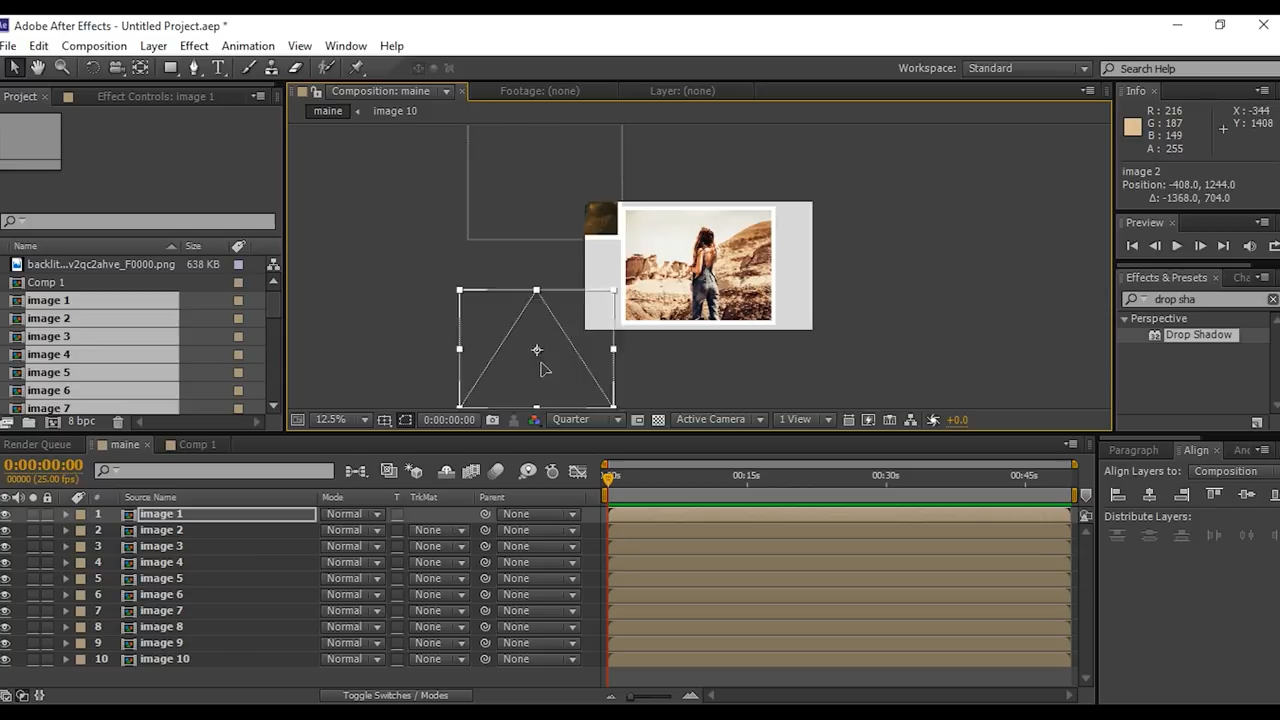 Adobe After Effects - Untitled Project.aep *
File Edit Composition Layer Effect Animation View Window Help
Workspace: Standard Search Help
Project Effect Controls: image 1
Composition: maine Footage: (none) Layer: (none)
maine image 10
Info
R: 216
G: 187
B: 149
A: 255
X: -344
Y: 1408
image 2
Position: -408.0, 1244.0
Δ: -1368.0, 704.0
Preview
Effects & Presets
drop sha
Perspective
Drop Shadow
Name Size
backlit...v2qc2ahve_F0000.png 638 KB
Comp 1
image 1
image 2
image 3
image 4
image 5
image 6
image 7
8 bpc
12.5% 0:00:00:00 Quarter Active Camera 1 View +0.0
Render Queue maine Comp 1
0:00:00:00
00000 (25.00 fps)
:00s 00:15s 00:30s 00:45s
# Source Name Mode T TrkMat Parent
1 image 1 Normal None
2 image 2 Normal None None
3 image 3 Normal None None
4 image 4 Normal None None
5 image 5 Normal None None
6 image 6 Normal None None
7 image 7 Normal None None
8 image 8 Normal None None
9 image 9 Normal None None
10 image 10 Normal None None
Toggle Switches / Modes
Paragraph Align
Align Layers to: Composition
Distribute Layers: